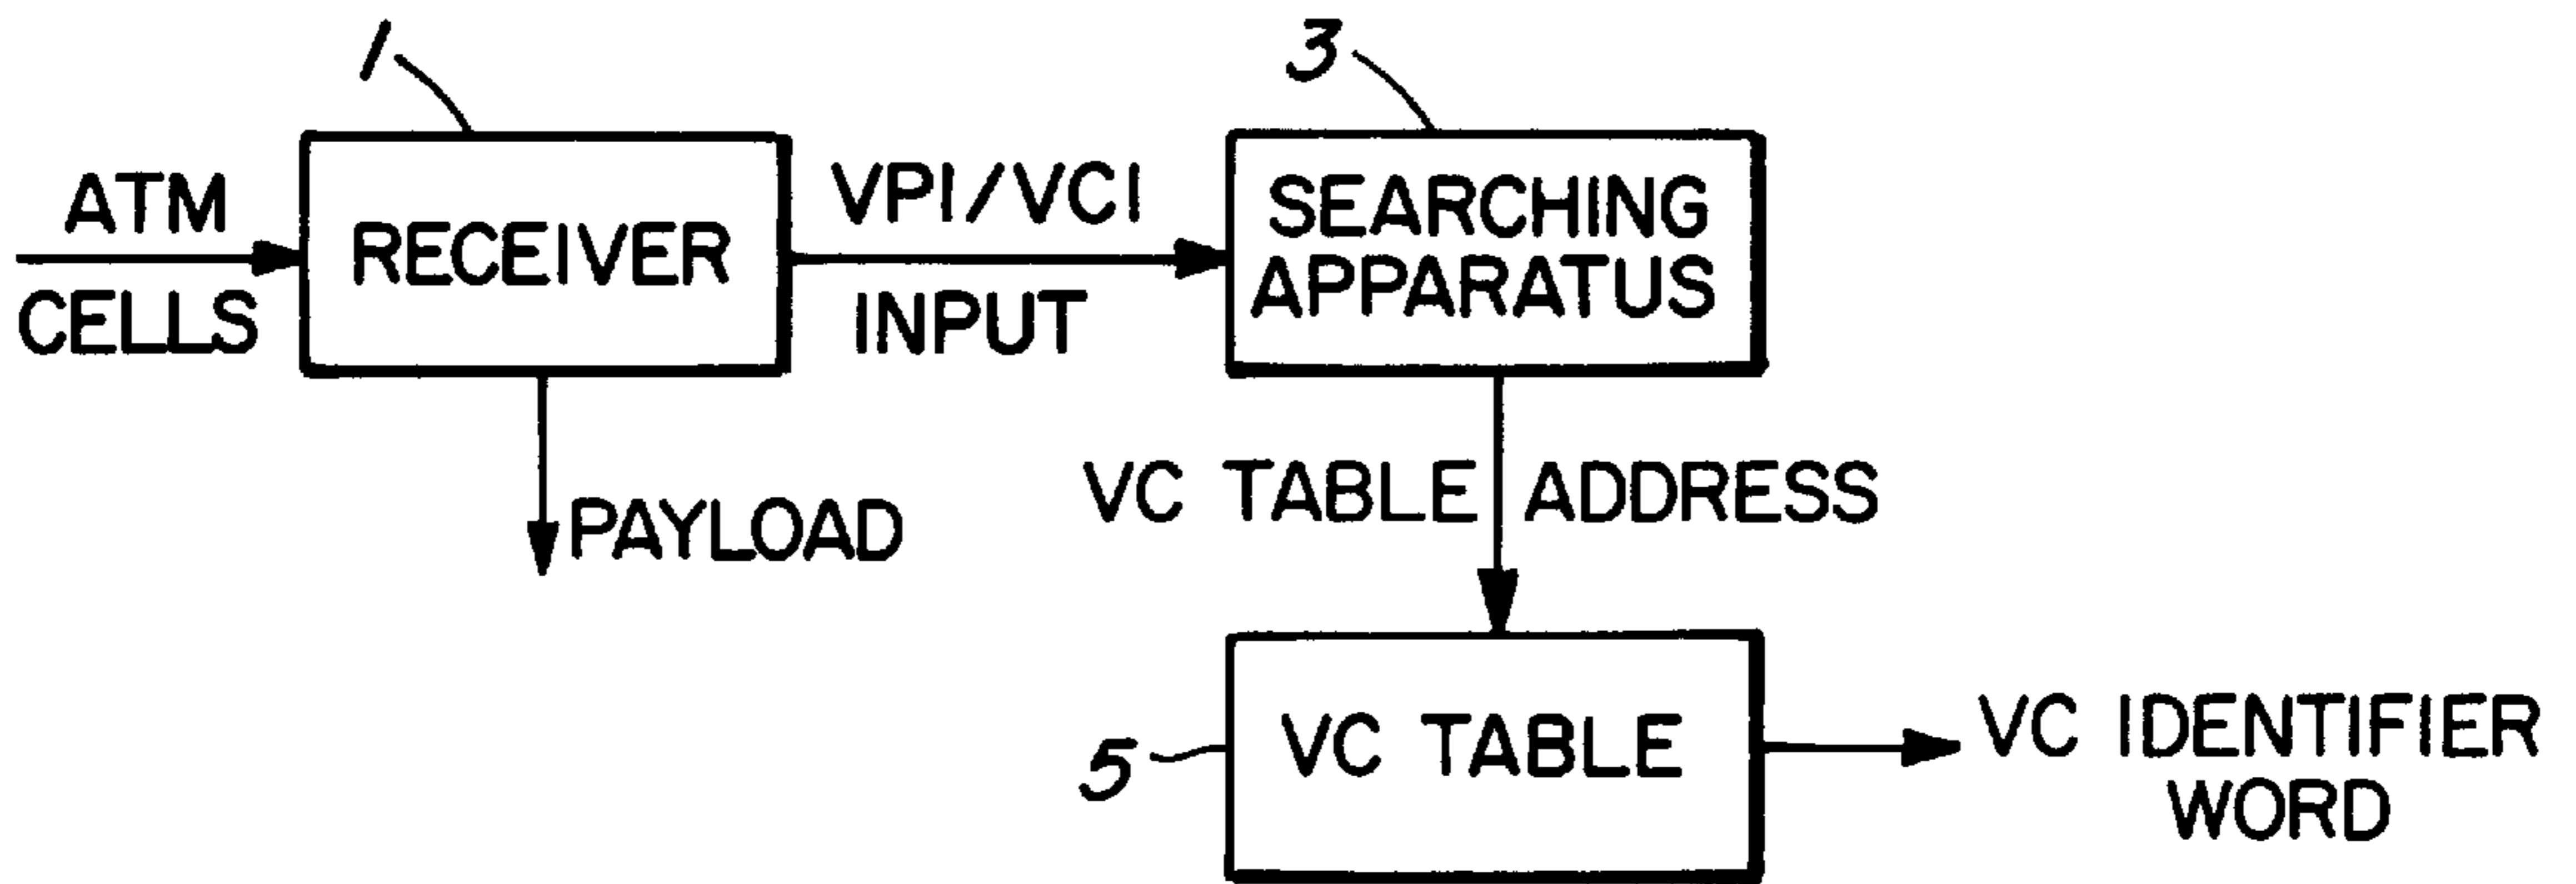 1
3
ATM
CELLS
RECEIVER
VPI/VCI
INPUT
SEARCHING
APPARATUS
PAYLOAD
VC TABLE ADDRESS
5
VC TABLE
VC IDENTIFIER
WORD